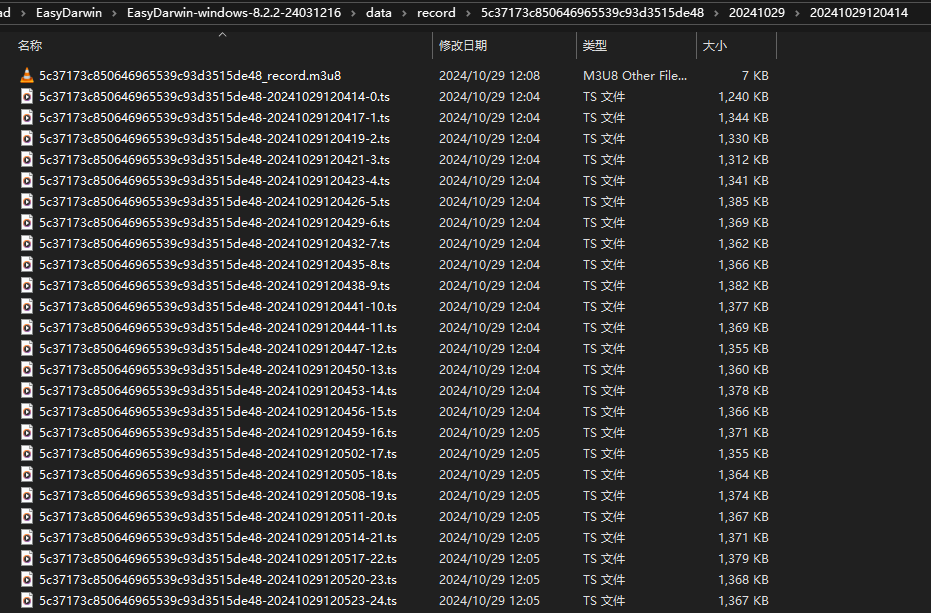 ad > EasyDarwin > EasyDarwin-windows-8.2.2-24031216 > data > record > 5c37173c850646965539c93d3515de48 > 20241029 > 20241029120414
名称 修改日期 类型 大小
5c37173c850646965539c93d3515de48_record.m3u8 2024/10/29 12:08 M3U8 Other File... 7 KB
5c37173c850646965539c93d3515de48-20241029120414-0.ts 2024/10/29 12:04 TS 文件 1,240 KB
5c37173c850646965539c93d3515de48-20241029120417-1.ts 2024/10/29 12:04 TS 文件 1,344 KB
5c37173c850646965539c93d3515de48-20241029120419-2.ts 2024/10/29 12:04 TS 文件 1,330 KB
5c37173c850646965539c93d3515de48-20241029120421-3.ts 2024/10/29 12:04 TS 文件 1,312 KB
5c37173c850646965539c93d3515de48-20241029120423-4.ts 2024/10/29 12:04 TS 文件 1,341 KB
5c37173c850646965539c93d3515de48-20241029120426-5.ts 2024/10/29 12:04 TS 文件 1,385 KB
5c37173c850646965539c93d3515de48-20241029120429-6.ts 2024/10/29 12:04 TS 文件 1,369 KB
5c37173c850646965539c93d3515de48-20241029120432-7.ts 2024/10/29 12:04 TS 文件 1,362 KB
5c37173c850646965539c93d3515de48-20241029120435-8.ts 2024/10/29 12:04 TS 文件 1,366 KB
5c37173c850646965539c93d3515de48-20241029120438-9.ts 2024/10/29 12:04 TS 文件 1,382 KB
5c37173c850646965539c93d3515de48-20241029120441-10.ts 2024/10/29 12:04 TS 文件 1,377 KB
5c37173c850646965539c93d3515de48-20241029120444-11.ts 2024/10/29 12:04 TS 文件 1,369 KB
5c37173c850646965539c93d3515de48-20241029120447-12.ts 2024/10/29 12:04 TS 文件 1,355 KB
5c37173c850646965539c93d3515de48-20241029120450-13.ts 2024/10/29 12:04 TS 文件 1,360 KB
5c37173c850646965539c93d3515de48-20241029120453-14.ts 2024/10/29 12:04 TS 文件 1,378 KB
5c37173c850646965539c93d3515de48-20241029120456-15.ts 2024/10/29 12:04 TS 文件 1,366 KB
5c37173c850646965539c93d3515de48-20241029120459-16.ts 2024/10/29 12:05 TS 文件 1,371 KB
5c37173c850646965539c93d3515de48-20241029120502-17.ts 2024/10/29 12:05 TS 文件 1,355 KB
5c37173c850646965539c93d3515de48-20241029120505-18.ts 2024/10/29 12:05 TS 文件 1,364 KB
5c37173c850646965539c93d3515de48-20241029120508-19.ts 2024/10/29 12:05 TS 文件 1,374 KB
5c37173c850646965539c93d3515de48-20241029120511-20.ts 2024/10/29 12:05 TS 文件 1,367 KB
5c37173c850646965539c93d3515de48-20241029120514-21.ts 2024/10/29 12:05 TS 文件 1,371 KB
5c37173c850646965539c93d3515de48-20241029120517-22.ts 2024/10/29 12:05 TS 文件 1,379 KB
5c37173c850646965539c93d3515de48-20241029120520-23.ts 2024/10/29 12:05 TS 文件 1,368 KB
5c37173c850646965539c93d3515de48-20241029120523-24.ts 2024/10/29 12:05 TS 文件 1,367 KB